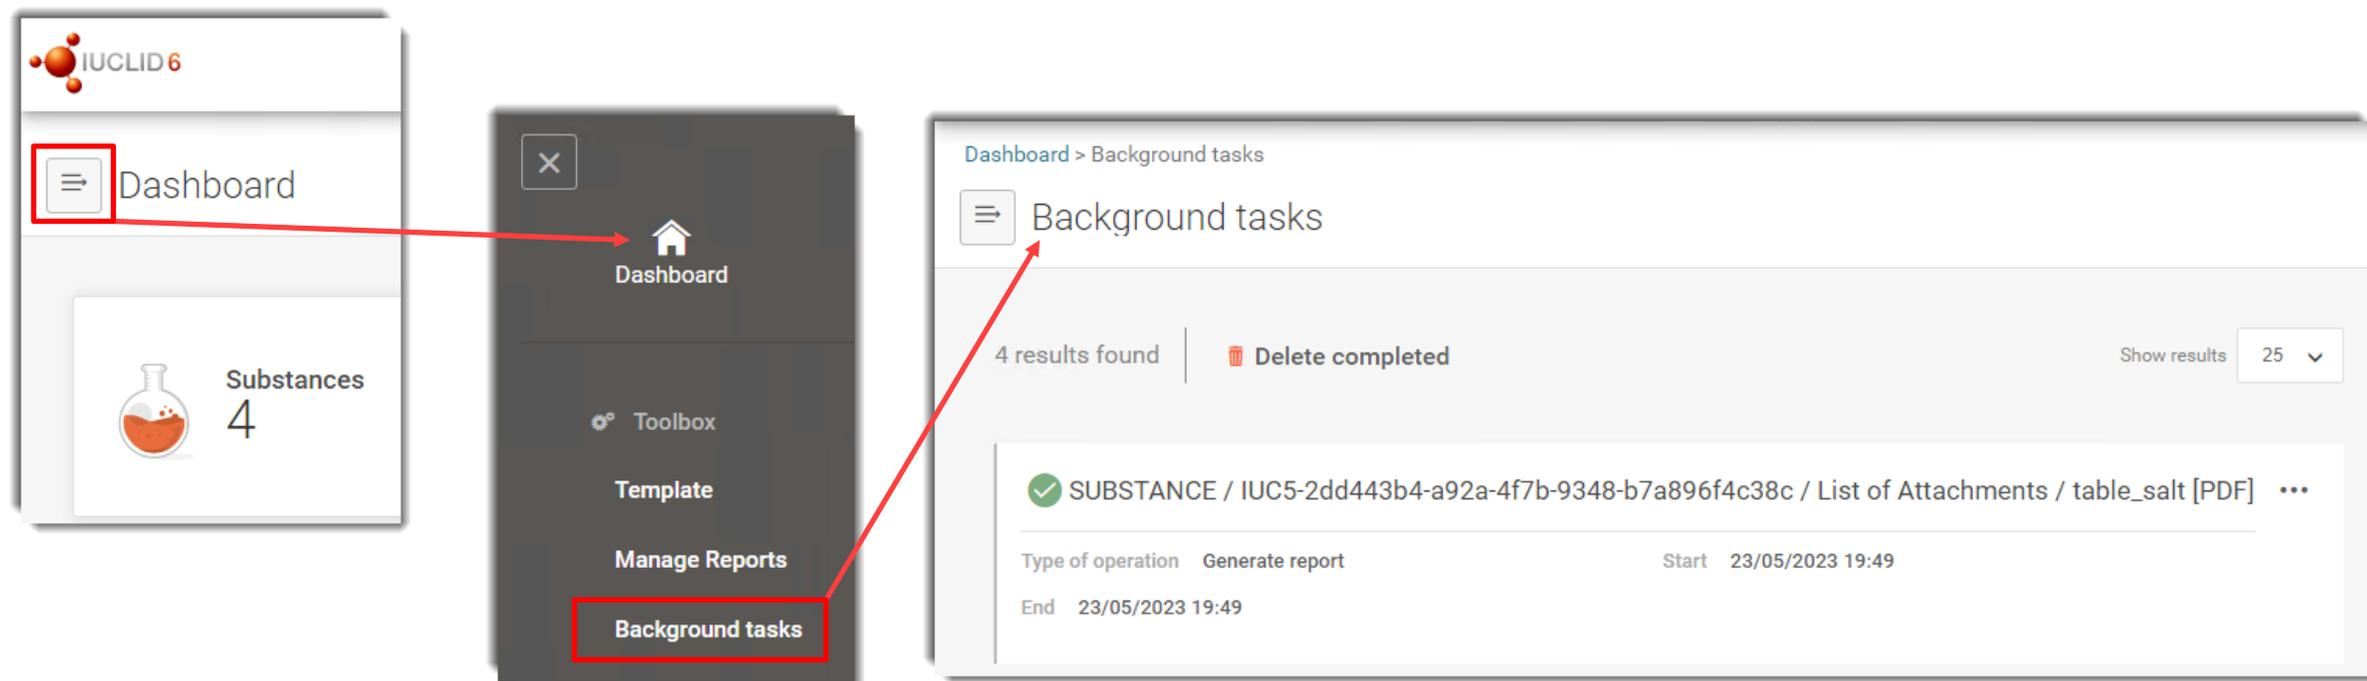 IUCLID 6
Dashboard
Substances
4
Dashboard
Toolbox
Template
Manage Reports
Background tasks
Dashboard > Background tasks
Background tasks
4 results found
Delete completed
Show results 25
SUBSTANCE / IUC5-2dd443b4-a92a-4f7b-9348-b7a896f4c38c / List of Attachments / table_salt [PDF]
Type of operation Generate report
Start 23/05/2023 19:49
End 23/05/2023 19:49